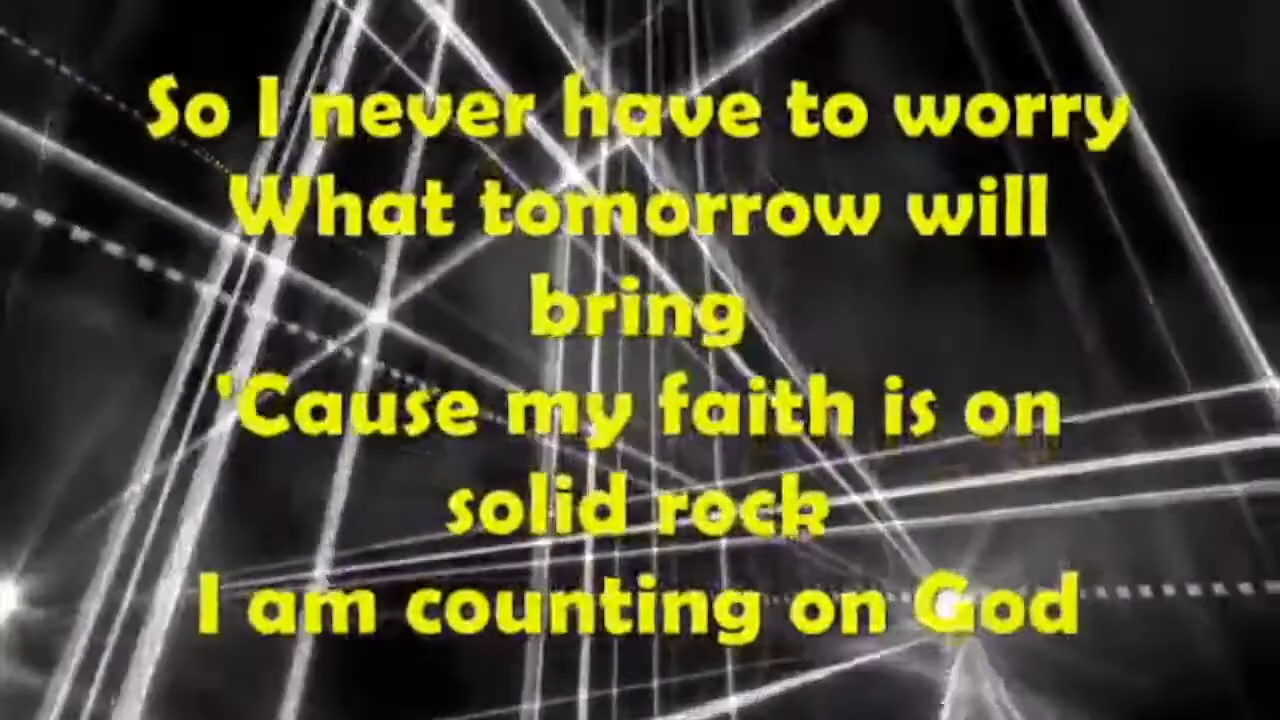 So I never have to worry
What tomorrow will
bring
'Cause my faith is on
solid rock
I am counting on God